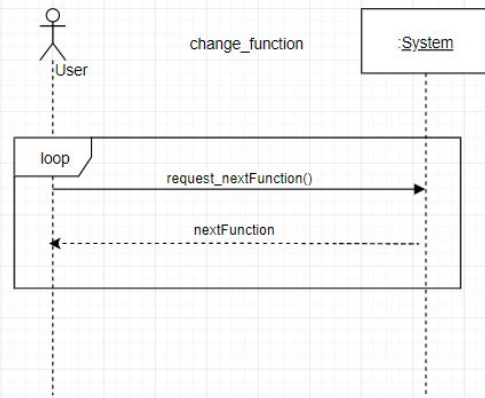 change_function
:System
User
loop
request_nextFunction()
nextFunction